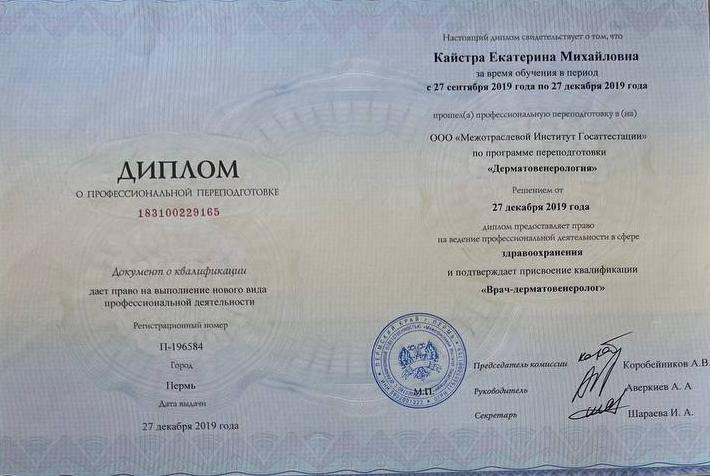 ДИПЛОМ
О ПРОФЕССИОНАЛЬНОЙ ПЕРЕПОДГОТОВКЕ
183100229165
Документ о квалификации
дает право на выполнение нового вида
профессиональной деятельности
Регистрационный номер
П-196584
Город
Пермь
Дата выдачи
27 декабря 2019 года
Настоящий диплом свидетельствует о том, что
Кайстра Екатерина Михайловна
за время обучения в период
с 27 сентября 2019 года по 27 декабря 2019 года
прошел(а) профессиональную переподготовку в (на)
ООО «Межотраслевой Институт Госаттестации»
по программе переподготовки
«Дерматовенерология»
Решением от
27 декабря 2019 года
диплом предоставляет право
на ведение профессиональной деятельности в сфере
здравоохранения
и подтверждает присвоение квалификации
«Врач-дерматовенеролог»
ПЕРМСКИЙ КРАЙ г. ПЕРМЬ
М.П.
Председатель комиссии Коробейников А.В.
Руководитель Аверкиев А. А
Секретарь Шараева И. А.